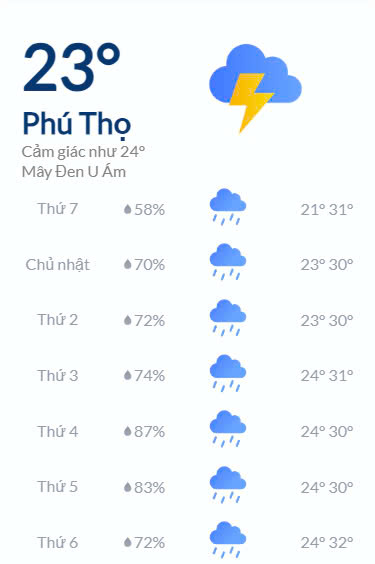 23°
Phú Thọ
Cảm giác như 24°
Mây Đen U Ám
Thứ 7 58% 21° 31°
Chủ nhật 70% 23° 30°
Thứ 2 72% 23° 30°
Thứ 3 74% 24° 31°
Thứ 4 87% 24° 30°
Thứ 5 83% 24° 30°
Thứ 6 72% 24° 32°